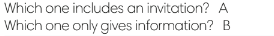 Which one includes an invitation? A
Which one only gives information? B